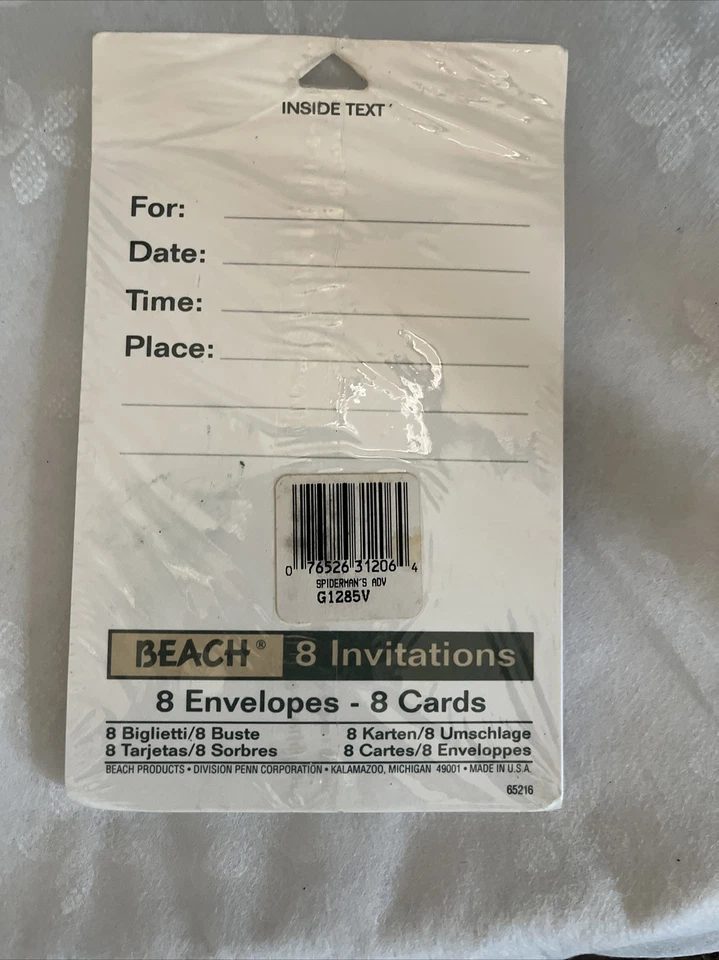 INSIDE TEXT
For:
Date:
Time:
Place:
0 76526 31206 4
SPIDERMAN'S ADV
G1285V
BEACH® 8 Invitations
8 Envelopes - 8 Cards
8 Biglietti/8 Buste 8 Karten/8 Umschlage
8 Tarjetas/8 Sorbres 8 Cartes/8 Enveloppes
BEACH PRODUCTS • DIVISION PENN CORPORATION • KALAMAZOO, MICHIGAN 49001 • MADE IN U.S.A.
65216